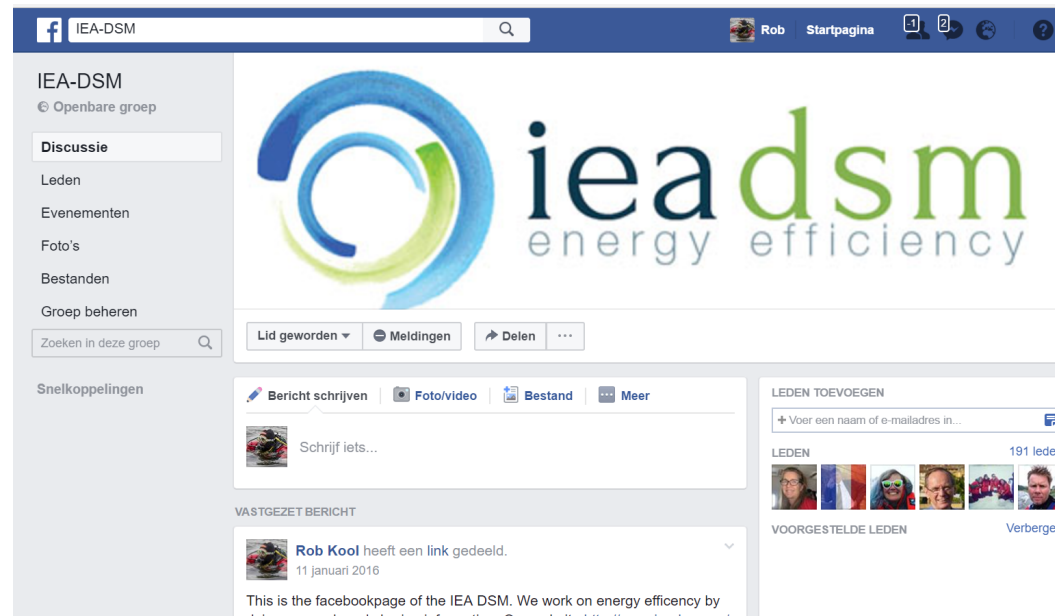 IEA-DSM
Rob
Startpagina
-1
2
?
IEA-DSM
Openbare groep
Discussie
Leden
Evenementen
Foto's
Bestanden
Groep beheren
Zoeken in deze groep
Snelkoppelingen
ieadsm
energy efficiency
Lid geworden
Meldingen
Delen
Bericht schrijven
Foto/video
Bestand
Meer
Schrijf iets...
VASTGEZET BERICHT
Rob Kool heeft een link gedeeld.
11 januari 2016
This is the facebookpage of the IEA DSM. We work on energy efficency by
LEDEN TOEVOEGEN
+ Voer een naam of e-mailadres in...
LEDEN
191 lede
VOORGESTELDE LEDEN
Verberge